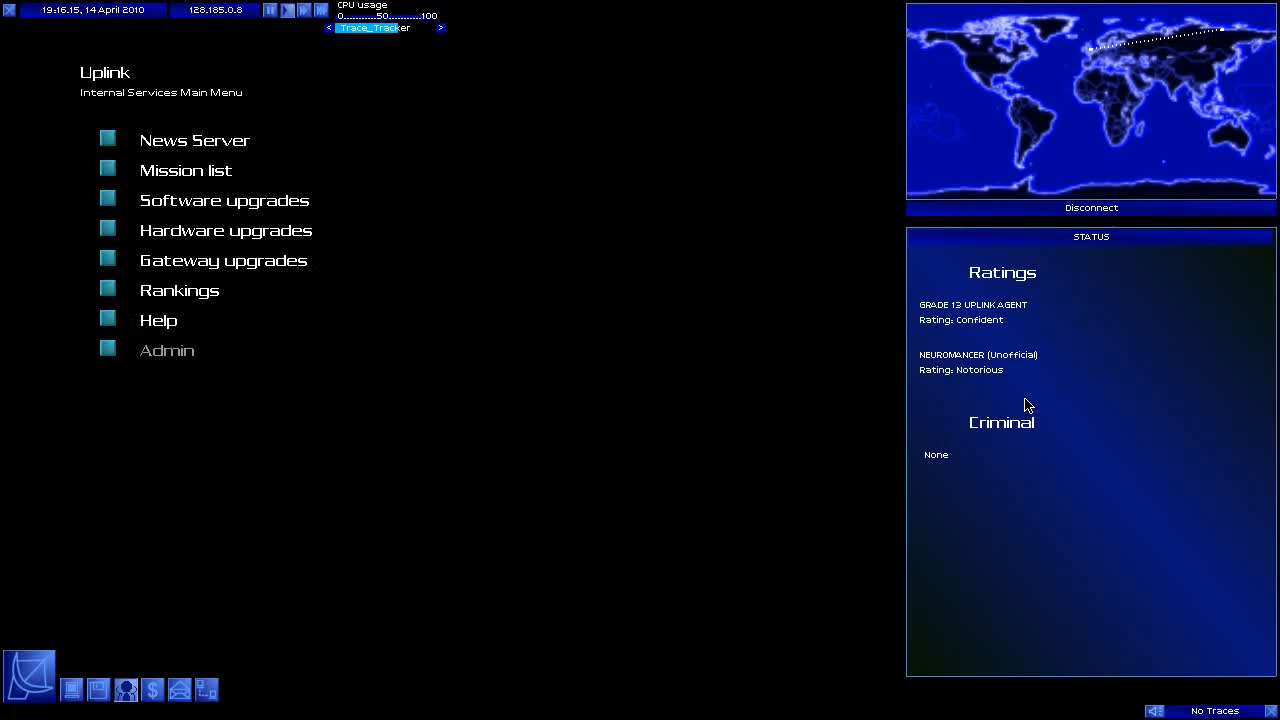 19:16.15, 14 April 2010
128.185.0.8
CPU usage
0...........50...........100
< Trace_Tracker >
Uplink
Internal Services Main Menu
News Server
Mission list
Software upgrades
Hardware upgrades
Gateway upgrades
Rankings
Help
Admin
Disconnect
STATUS
Ratings
GRADE 13 UPLINK AGENT
Rating: Confident
NEUROMANCER (Unofficial)
Rating: Notorious
Criminal
None
$
No Traces